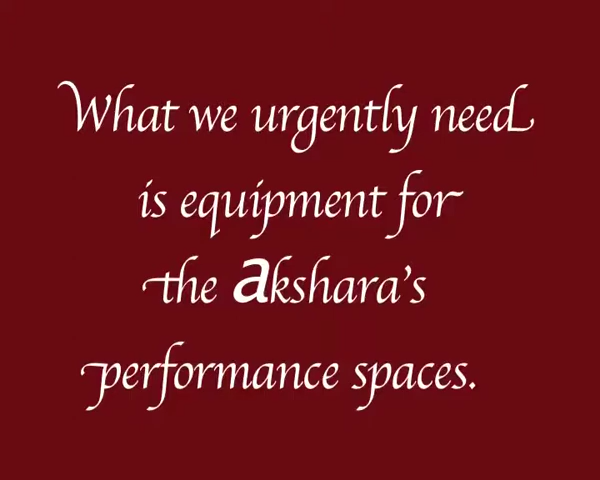 What we urgently need
is equipment for
the akshara's
performance spaces.